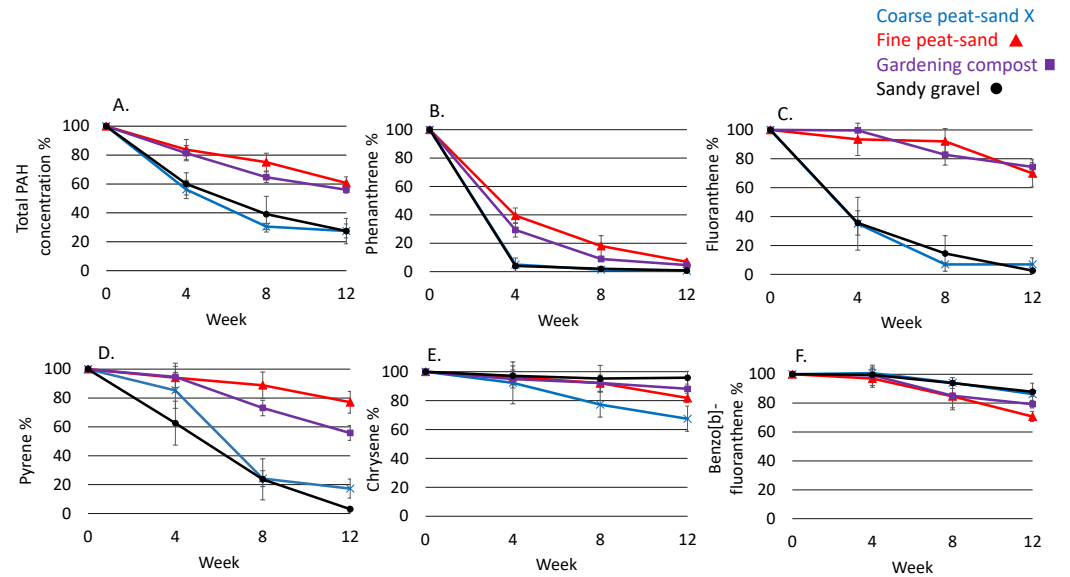 Coarse peat-sand X
Fine peat-sand
Gardening compost
Sandy gravel
A.
Total PAH
concentration %
100
80
60
40
20
0
0 4 8 12
Week
B.
Phenanthrene %
100
80
60
40
20
0
0 4 8 12
Week
C.
Fluoranthene %
100
80
60
40
20
0
0 4 8 12
Week
D.
Pyrene %
100
80
60
40
20
0
0 4 8 12
Week
E.
Chrysene %
100
80
60
40
20
0
0 4 8 12
Week
F.
Benzo[b]-
fluoranthene %
100
80
60
40
20
0
0 4 8 12
Week